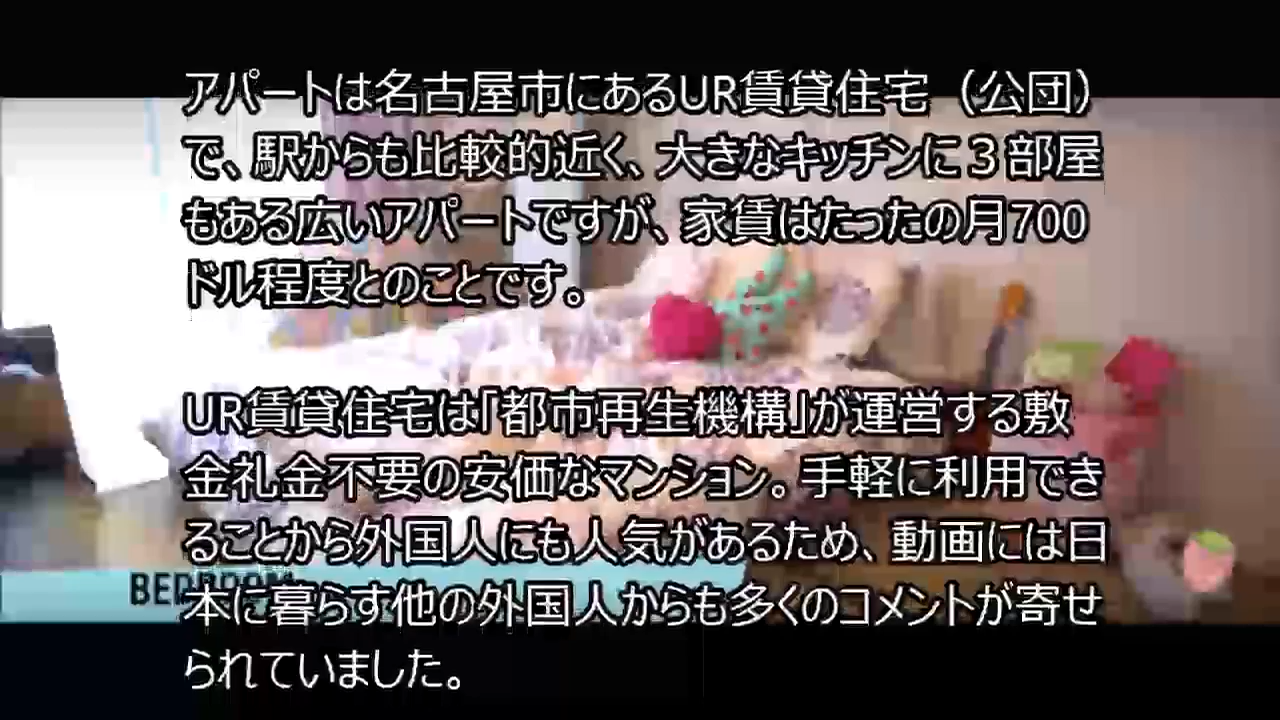 アパートは名古屋市にあるUR賃貸住宅（公団）
で、駅からも比較的近く、大きなキッチンに３部屋
もある広いアパートですが、家賃はたったの月700
ドル程度とのことです。
UR賃貸住宅は「都市再生機構」が運営する敷
金礼金不要の安価なマンション。手軽に利用でき
ることから外国人にも人気があるため、動画には日
BEDROOM
本に暮らす他の外国人からも多くのコメントが寄せ
られていました。